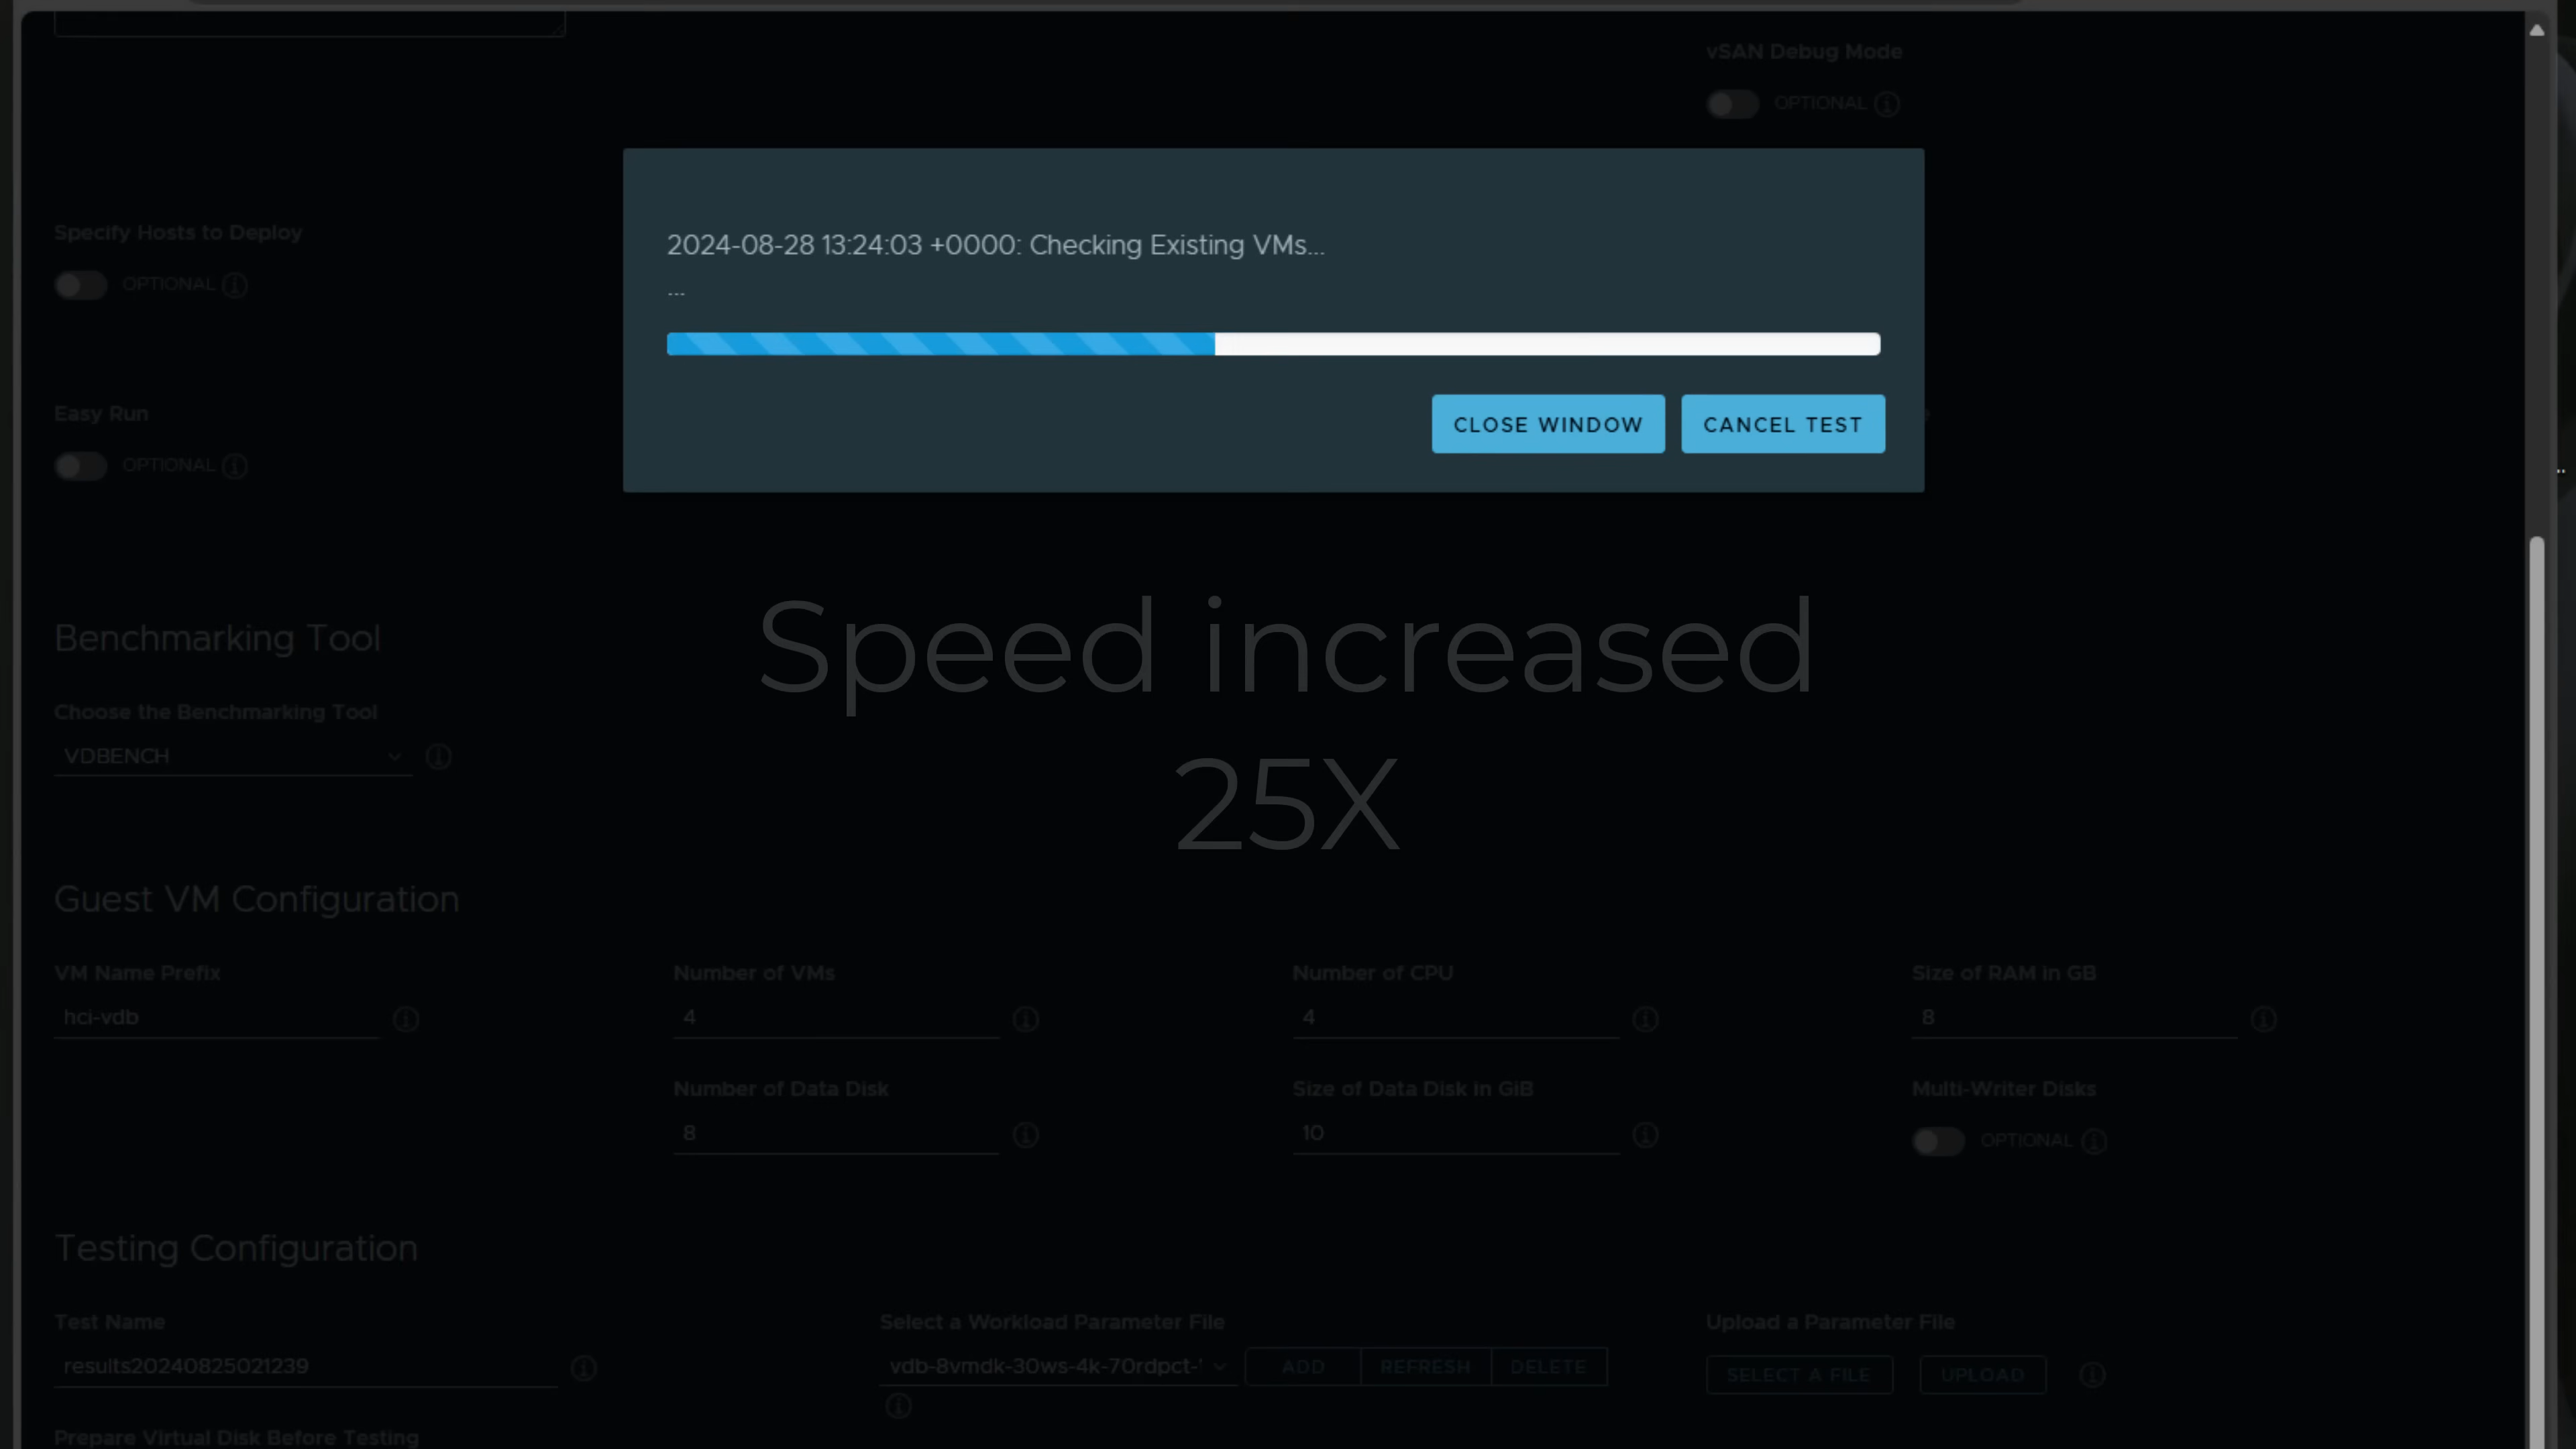 vSAN Debug Mode
OPTIONAL
2024-08-28 13:24:03 +0000: Checking Existing VMs...
...
CLOSE WINDOW
CANCEL TEST
Specify Hosts to Deploy
OPTIONAL
Easy Run
OPTIONAL
Speed increased
25X
Benchmarking Tool
Choose the Benchmarking Tool
VDBENCH
Guest VM Configuration
VM Name Prefix
hci-vdb
Number of VMs
4
Number of CPU
4
Size of RAM in GB
8
Number of Data Disk
8
Size of Data Disk in GiB
10
Multi-Writer Disks
OPTIONAL
Testing Configuration
Test Name
results20240825021239
Select a Workload Parameter File
vdb-8vmdk-30ws-4k-70rdpct-
ADD
REFRESH
DELETE
Upload a Parameter File
SELECT A FILE
UPLOAD
Prepare Virtual Disk Before Testing